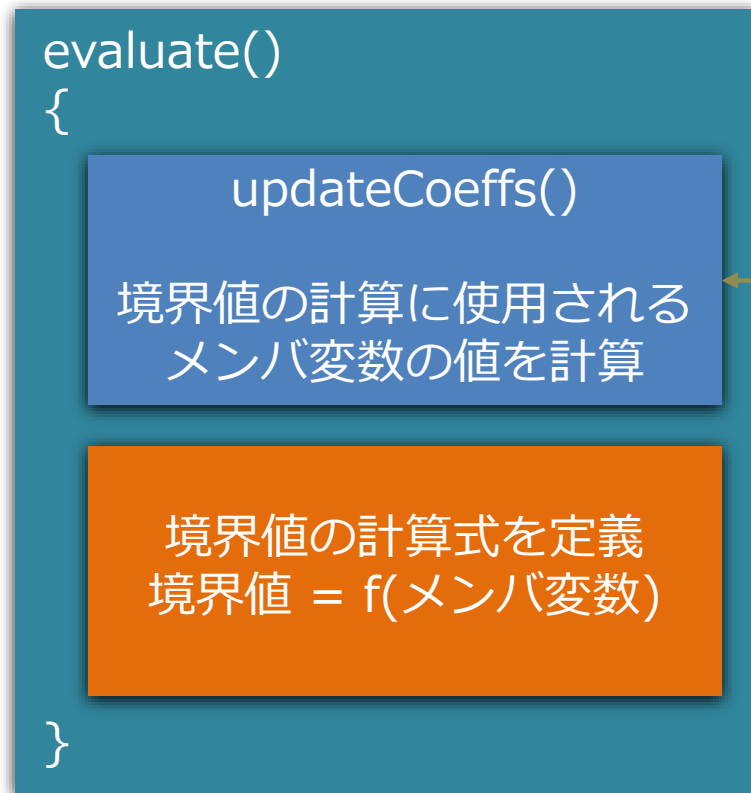 evaluate()
{
updateCoeffs()
境界値の計算に使用される
メンバ変数の値を計算
境界値の計算式を定義
境界値 = f(メンバ変数)
}